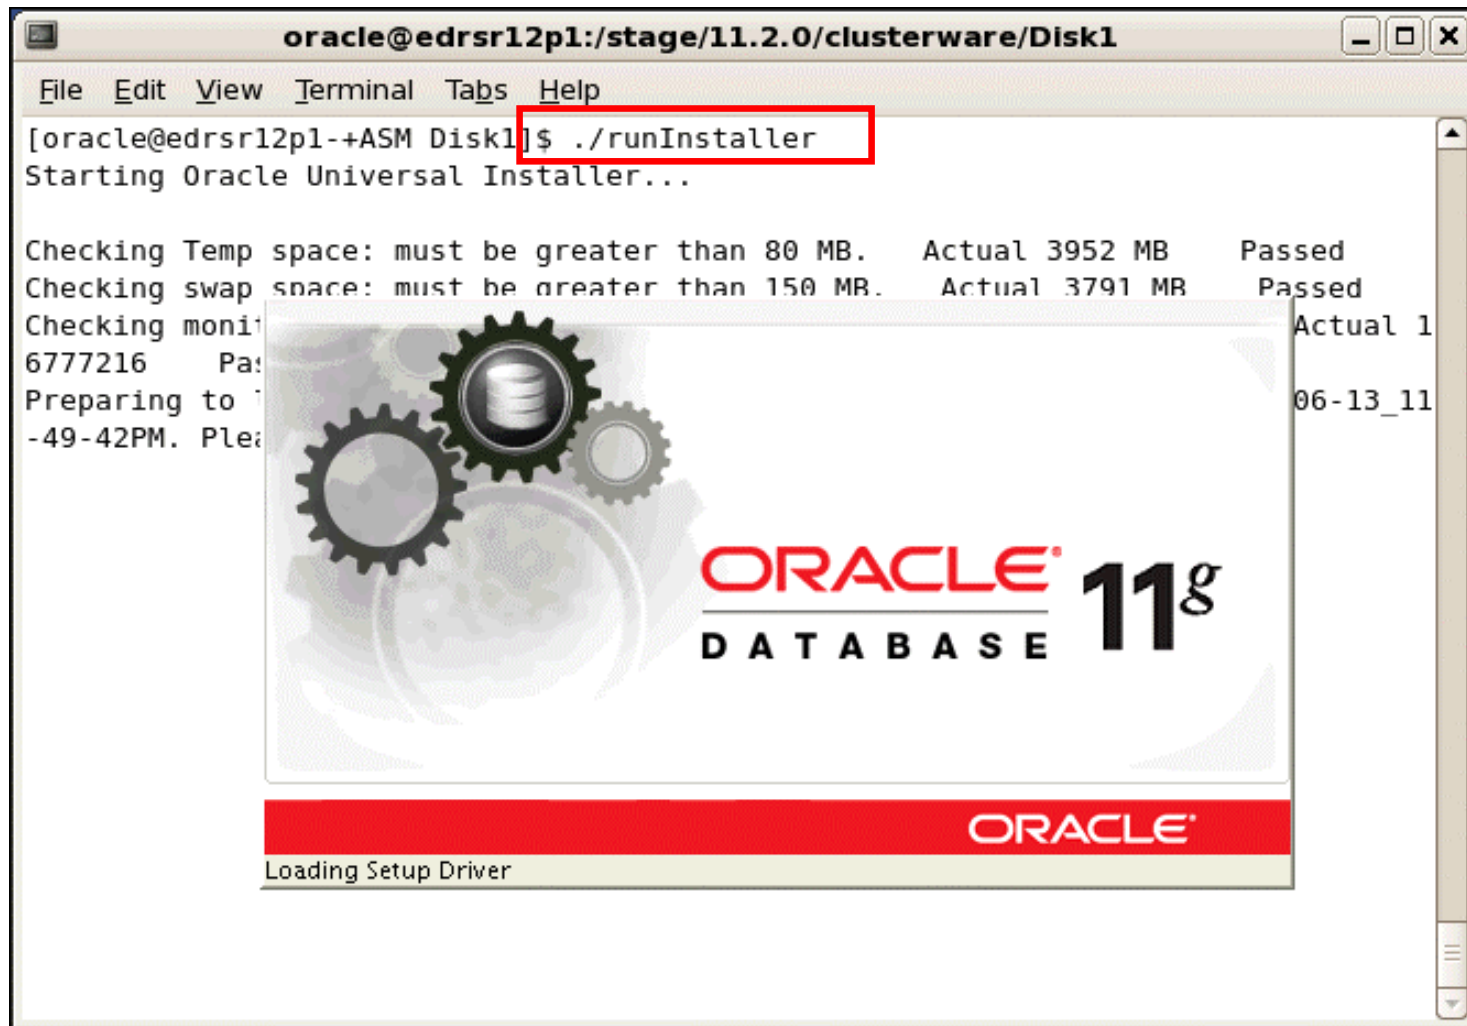 oracle@edrsr12p1:/stage/11.2.0/clusterware/Disk1
File Edit View Terminal Tabs Help
[oracle@edrsr12p1-+ASM Disk1]$ ./runInstaller
Starting Oracle Universal Installer...
Checking Temp space: must be greater than 80 MB. Actual 3952 MB Passed
Checking swap space: must be greater than 150 MB. Actual 3791 MB Passed
Checking Actual 1
6777216
Preparing to 06-13_11
-49-42PM.
ORACLE 11g
DATABASE
ORACLE
Loading Setup Driver